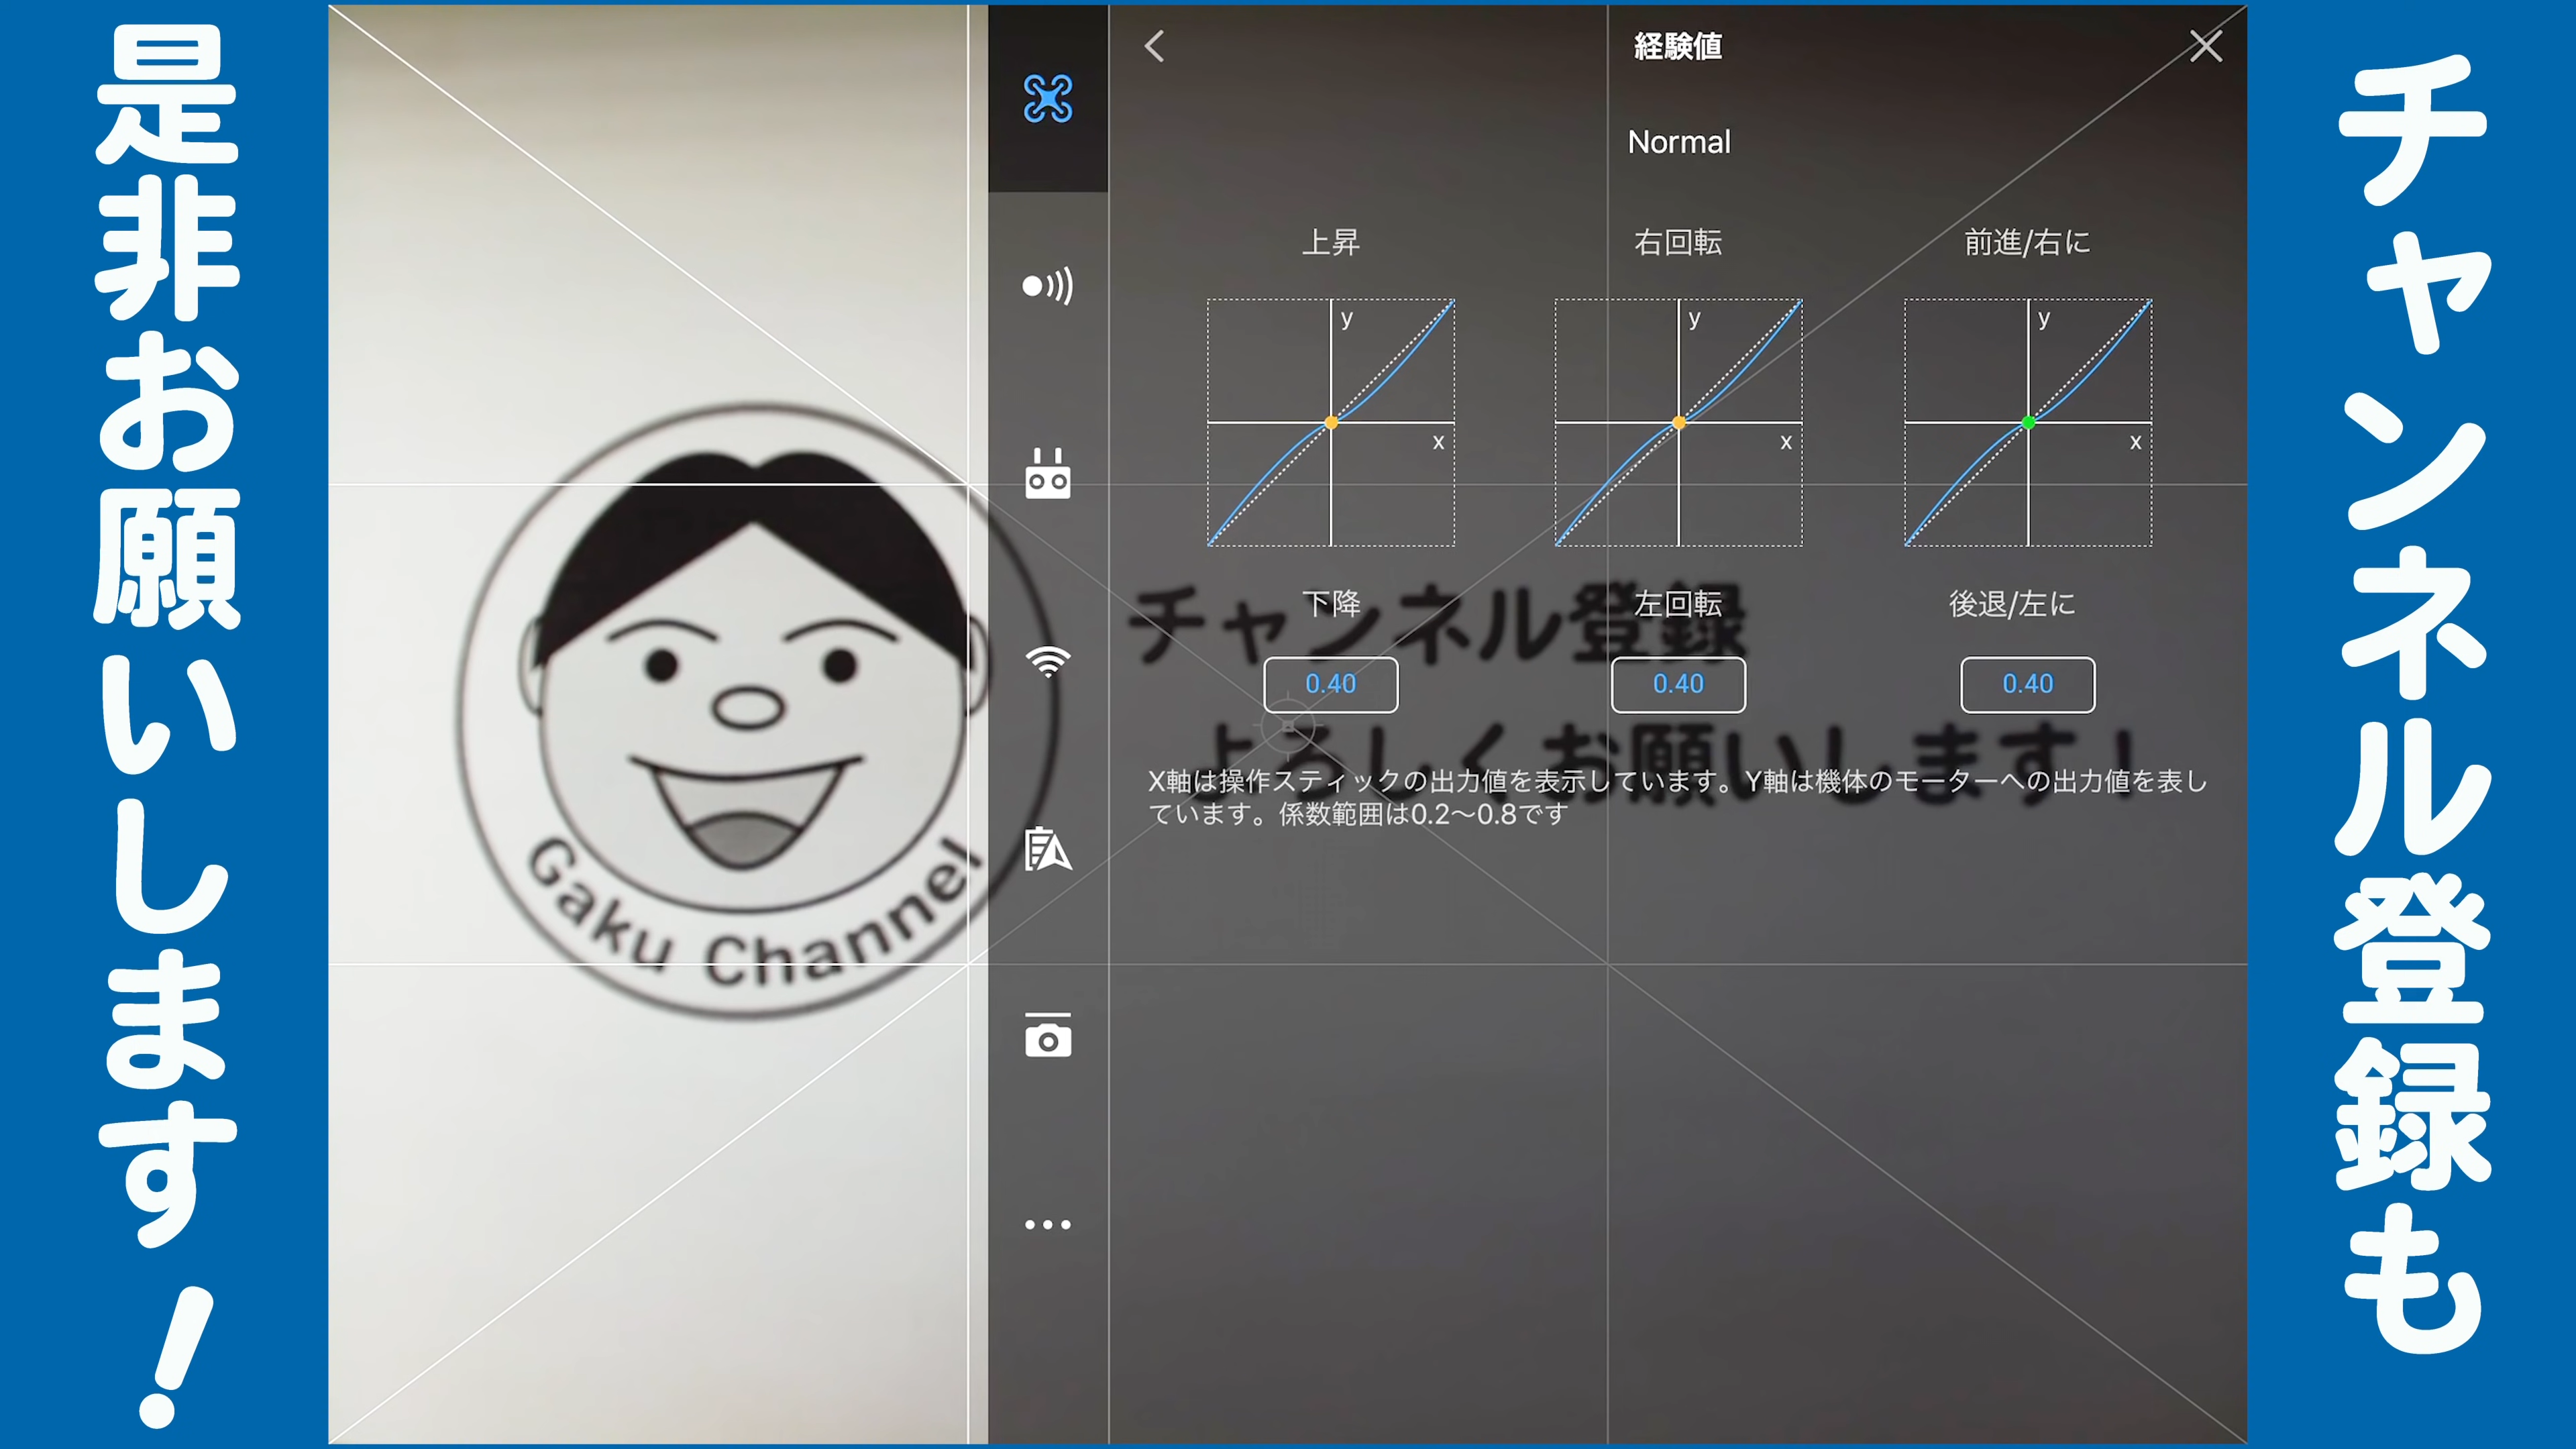 チャンネル登録も
是非お願いします！
経験値
Normal
上昇
右回転
前進/右に
y
y
y
x
x
x
下降
左回転
後退/左に
0.40
0.40
0.40
X軸は操作スティックの出力値を表示しています。Y軸は機体のモーターへの出力値を表し
ています。係数範囲は0.2〜0.8です
チャンネル登録
よろしくお願いします！
Gaku Channel